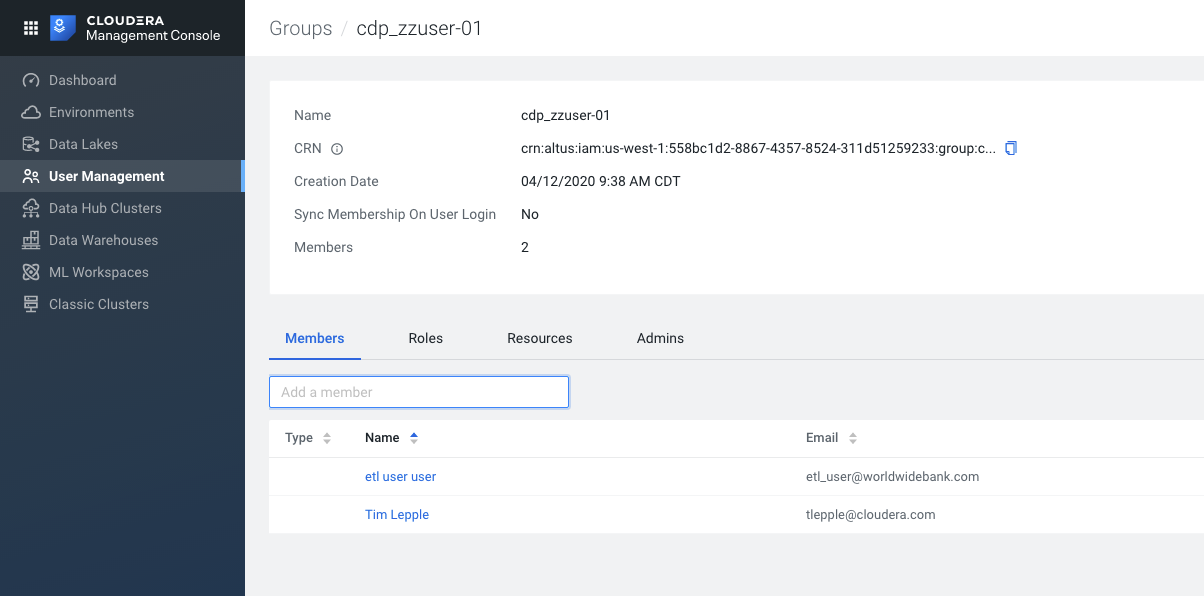 CLOUDERA
Management Console
Dashboard
Environments
Data Lakes
User Management
Data Hub Clusters
Data Warehouses
ML Workspaces
Classic Clusters
Groups / cdp_zzuser-01
Name cdp_zzuser-01
CRN crn:altus:iam:us-west-1:558bc1d2-8867-4357-8524-311d51259233:group:c...
Creation Date 04/12/2020 9:38 AM CDT
Sync Membership On User Login No
Members 2
Members Roles Resources Admins
Add a member
Type Name Email
etl user user etl_user@worldwidebank.com
Tim Lepple tlepple@cloudera.com